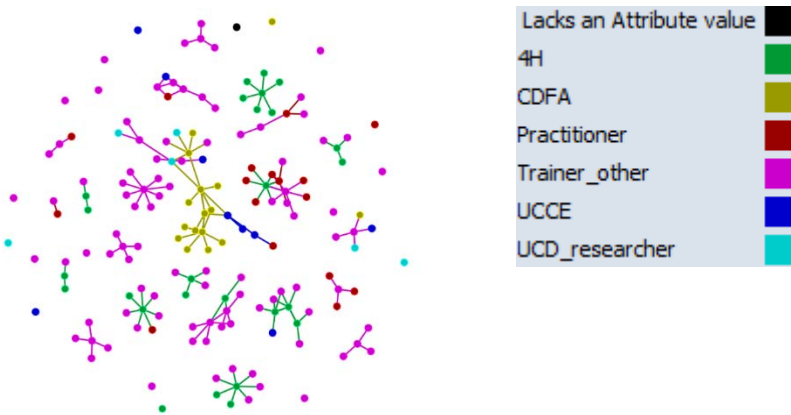 Lacks an Attribute value
4H
CDFA
Practitioner
Trainer_other
UCCE
UCD_researcher